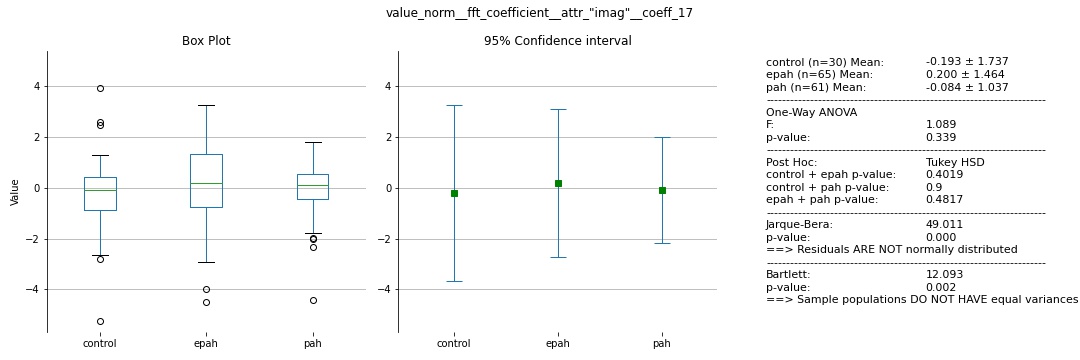 value_norm__fft_coefficient__attr_"imag"__coeff_17
Box Plot
95% Confidence interval
Value
4
2
0
−2
−4
control epah pah
4
2
0
−2
−4
control epah pah
control (n=30) Mean: -0.193 ± 1.737
epah (n=65) Mean: 0.200 ± 1.464
pah (n=61) Mean: -0.084 ± 1.037
One-Way ANOVA
F: 1.089
p-value: 0.339
Post Hoc: Tukey HSD
control + epah p-value: 0.4019
control + pah p-value: 0.9
epah + pah p-value: 0.4817
Jarque-Bera: 49.011
p-value: 0.000
==> Residuals ARE NOT normally distributed
Bartlett: 12.093
p-value: 0.002
==> Sample populations DO NOT HAVE equal variances